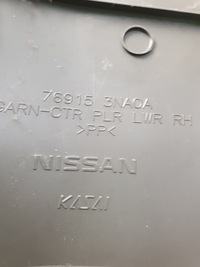 76915 3NA0A
GARN-CTR PLR LWR RH
>PP<
NISSAN
KASAI